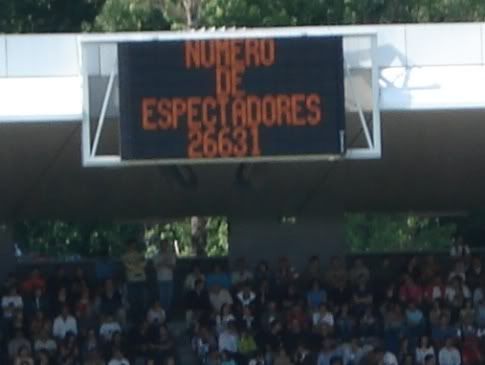 NUMERO
DE
ESPECTADORES
26631